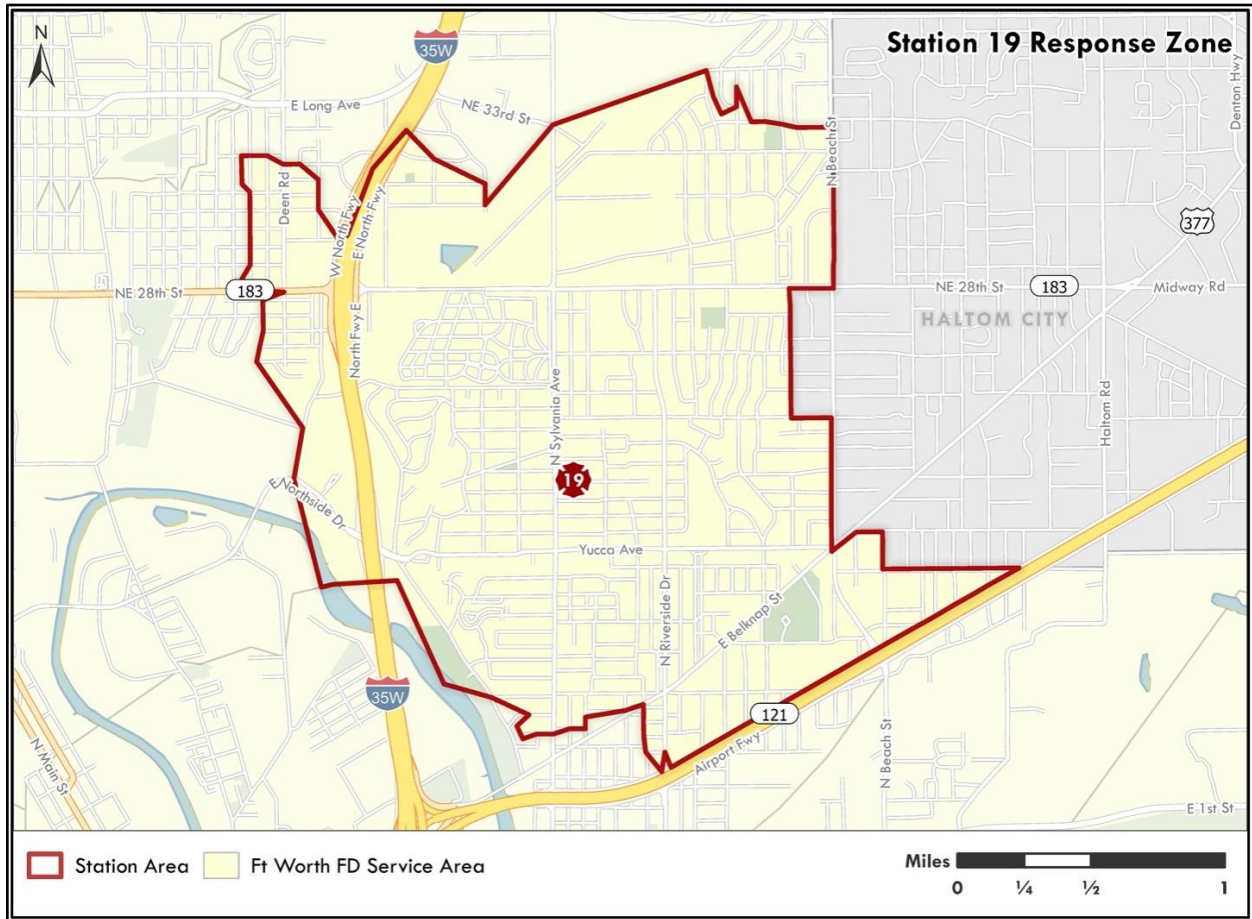 Station 19 Response Zone
N
35W
E Long Ave
NE 33rd St
N Beach St
Denton Hwy
Deen Rd
W North Fwy
E North Fwy
377
NE 28th St
183
NE 28th St
183
Midway Rd
HALTOM CITY
North Fwy E
N Sylvania Ave
Haltom Rd
19
E Northside Dr
Yucca Ave
N Riverside Dr
E Belknap St
35W
121
Airport Fwy
N Main St
N Beach St
E 1st St
Station Area
Ft Worth FD Service Area
Miles
0 ¼ ½ 1